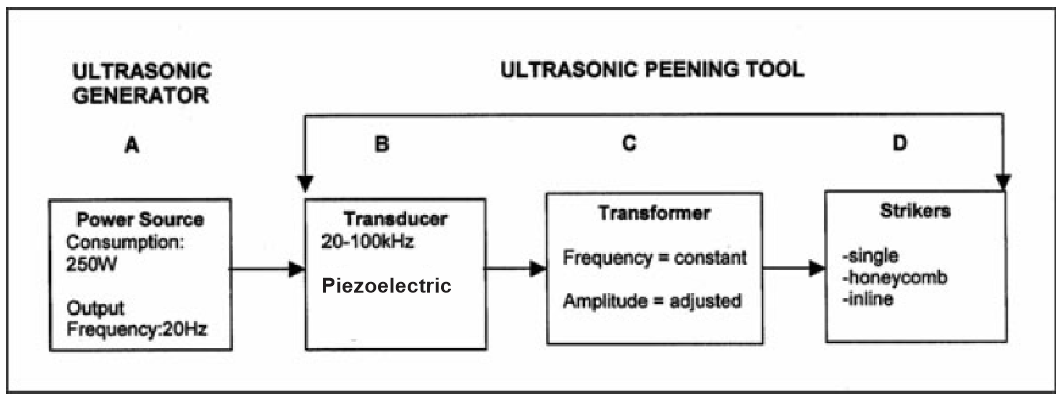 ULTRASONIC
GENERATOR
ULTRASONIC PEENING TOOL
A
B
C
D
Power Source
Consumption:
250W
Output
Frequency:20Hz
Transducer
20-100kHz
Piezoelectric
Transformer
Frequency = constant
Amplitude = adjusted
Strikers
-single
-honeycomb
-inline